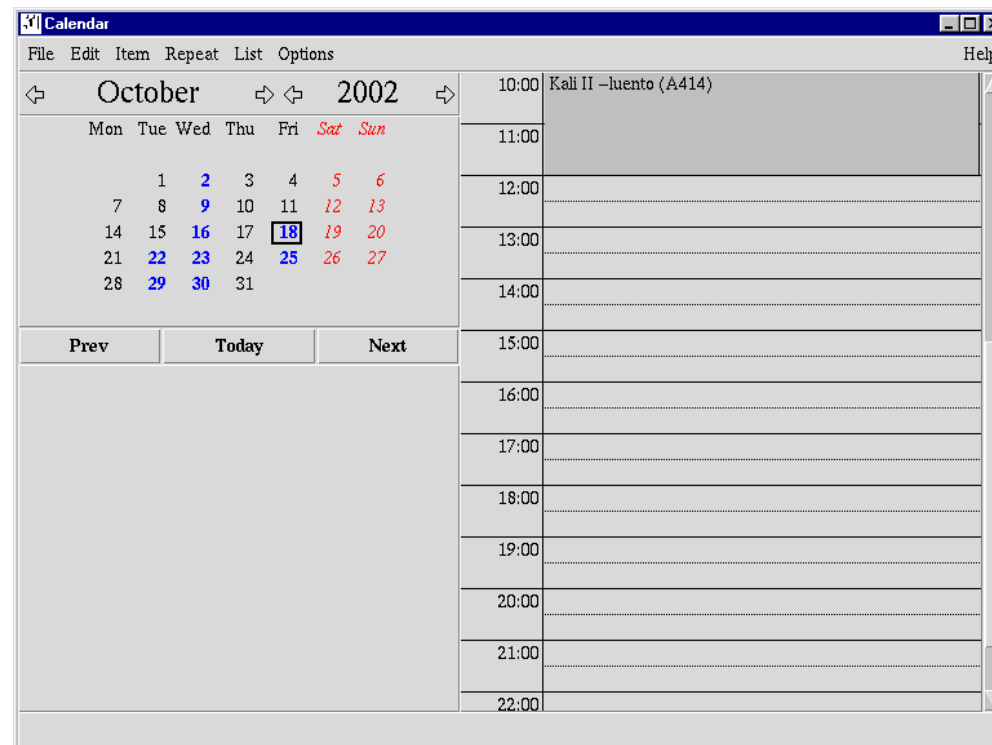 Calendar
File Edit Item Repeat List Options Help
October 2002
Mon Tue Wed Thu Fri Sat Sun
1 2 3 4 5 6
7 8 9 10 11 12 13
14 15 16 17 18 19 20
21 22 23 24 25 26 27
28 29 30 31
Prev Today Next
10:00 Kali II –luento (A414)
11:00
12:00
13:00
14:00
15:00
16:00
17:00
18:00
19:00
20:00
21:00
22:00